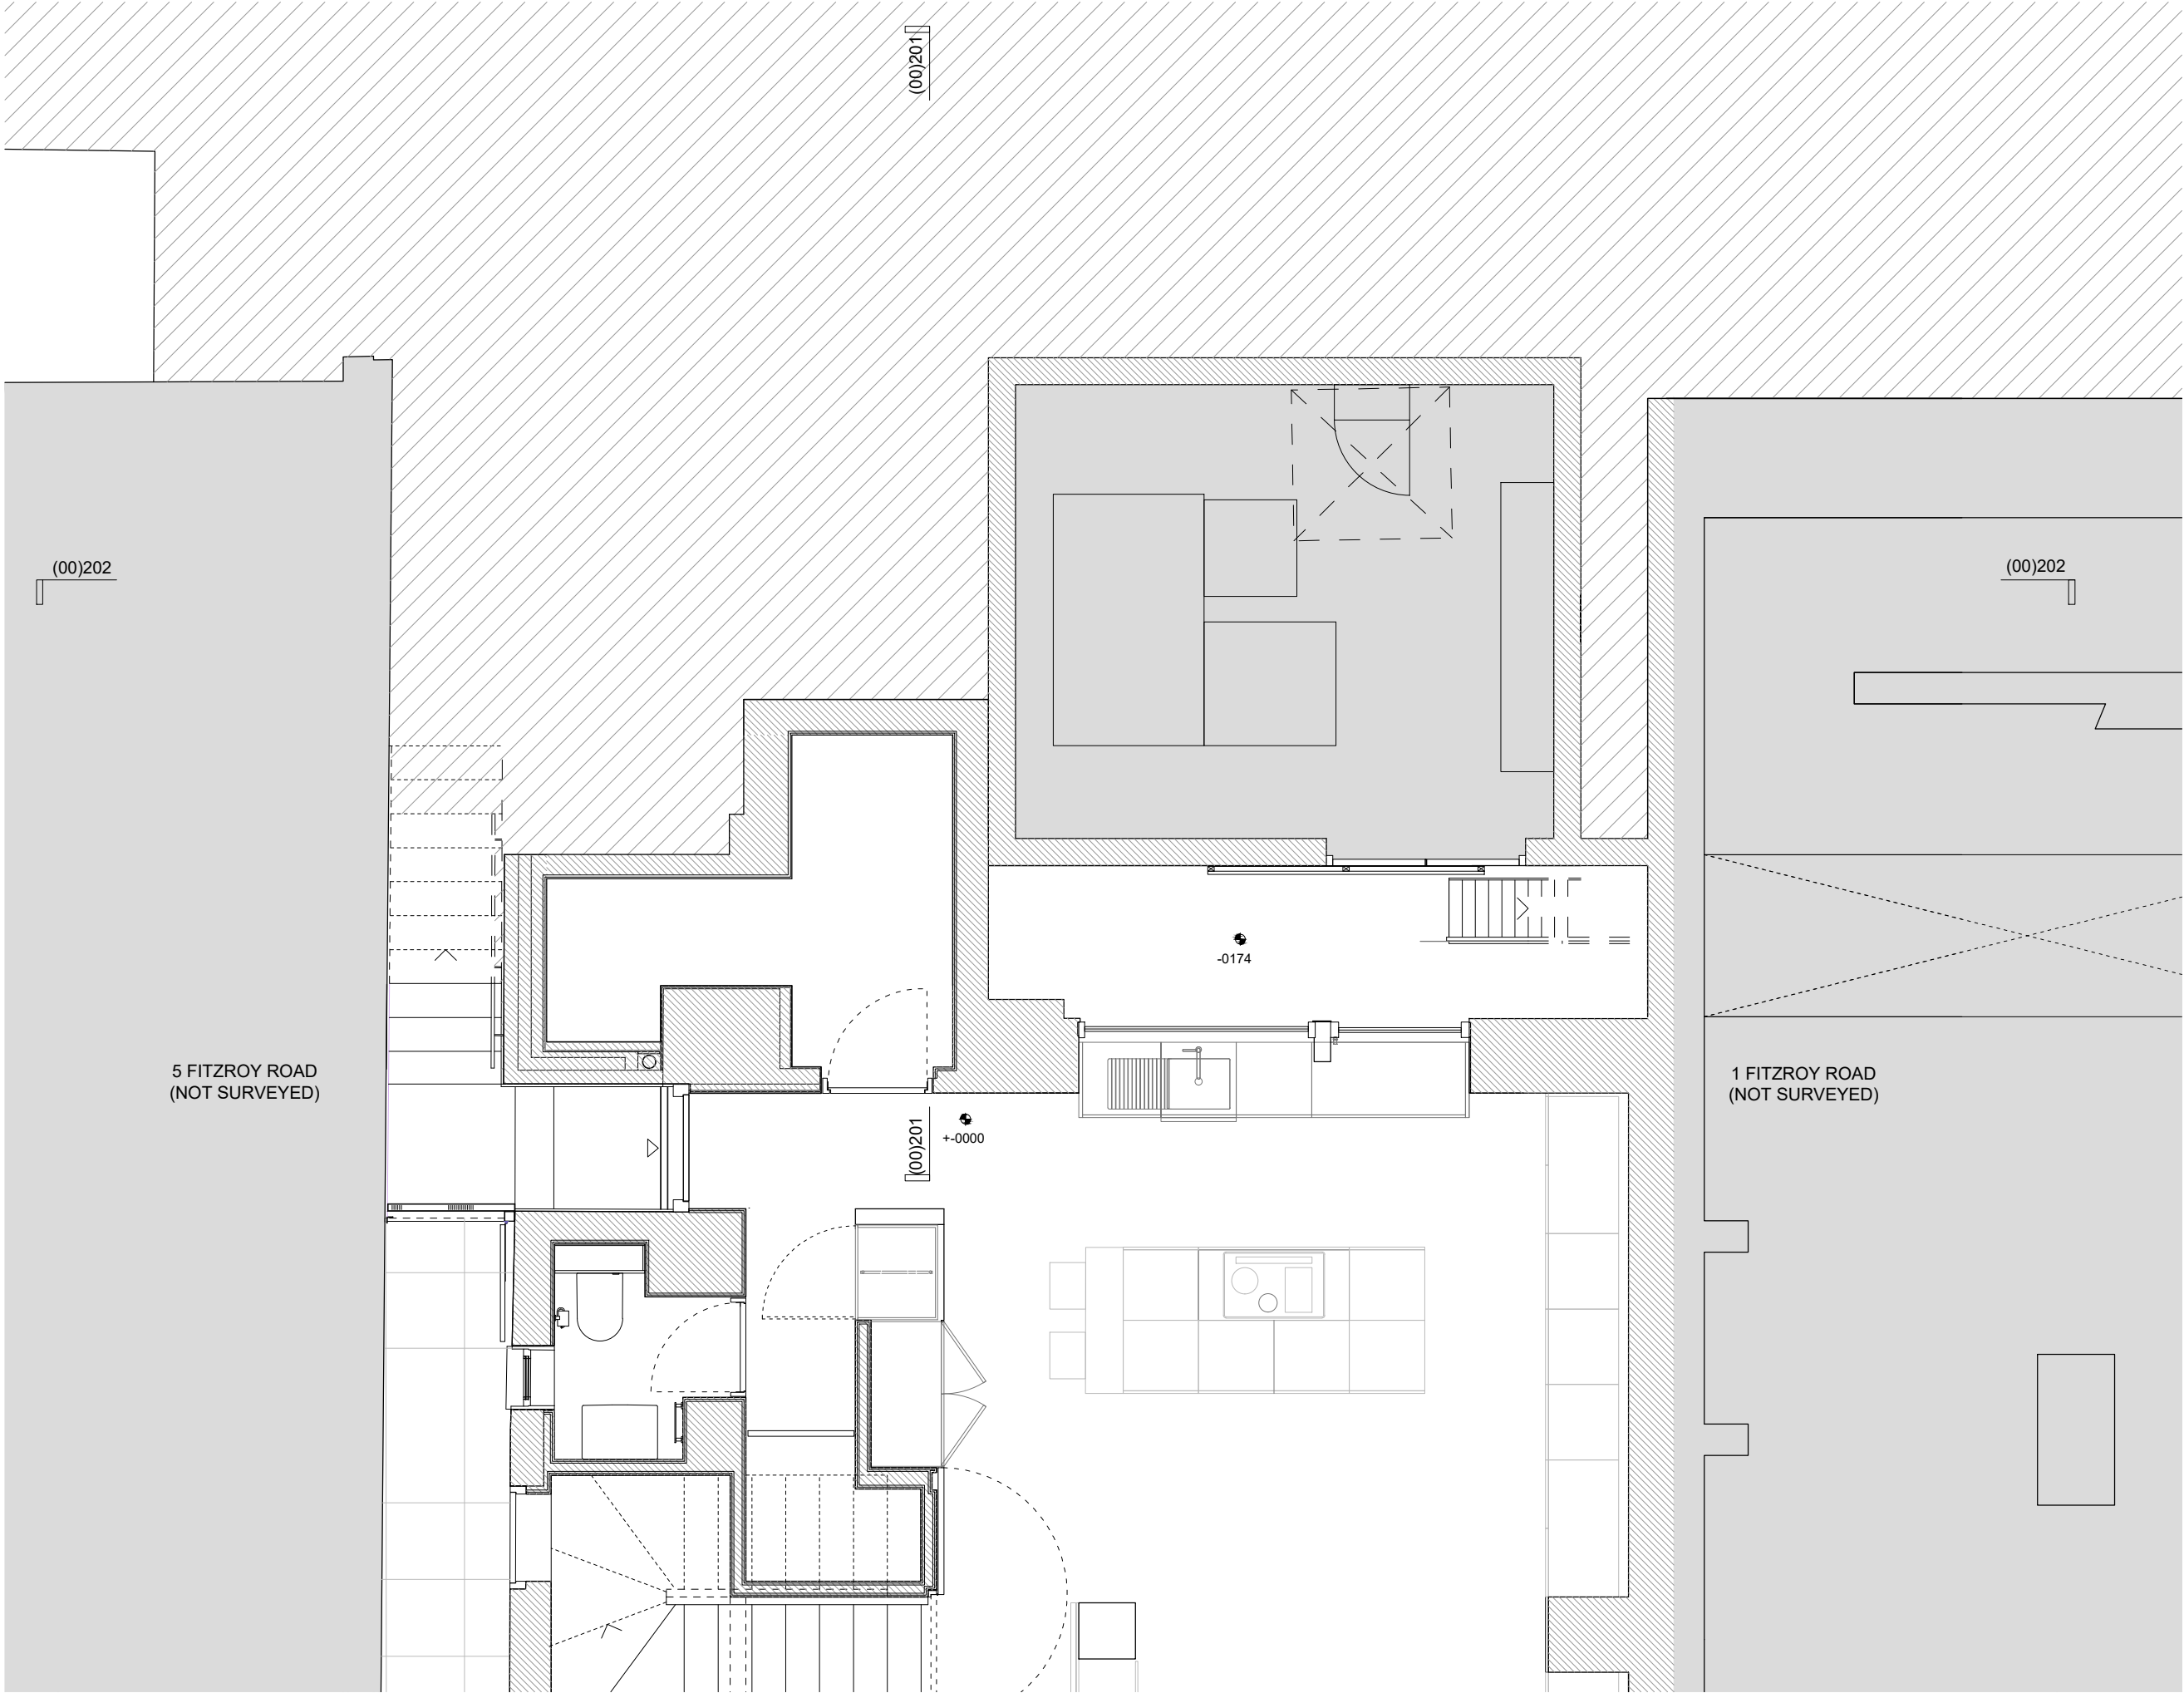 (00)201
(00)202
(00)202
-0174
5 FITZROY ROAD
(NOT SURVEYED)
1 FITZROY ROAD
(NOT SURVEYED)
(00)201
+-0000